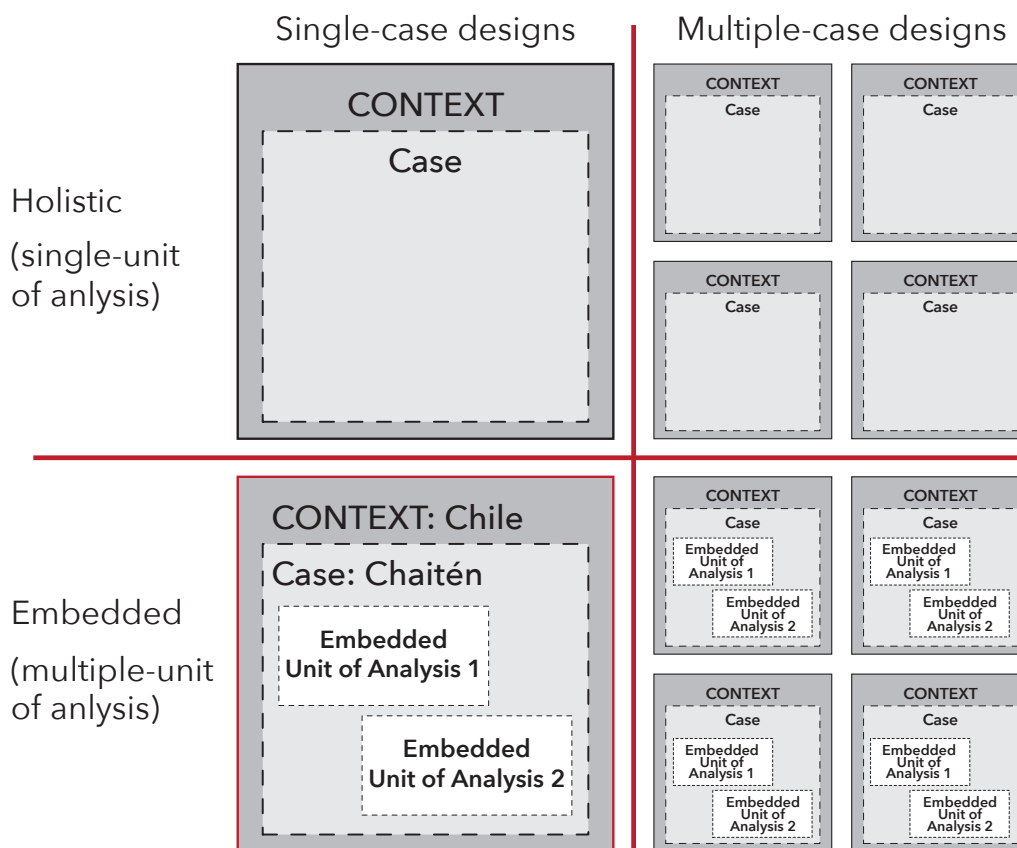 Single-case designs
Multiple-case designs
Holistic
(single-unit
of anlysis)
CONTEXT
Case
CONTEXT
Case
CONTEXT
Case
CONTEXT
Case
CONTEXT
Case
Embedded
(multiple-unit
of anlysis)
CONTEXT: Chile
Case: Chaitén
Embedded
Unit of Analysis 1
Embedded
Unit of Analysis 2
CONTEXT
Case
Embedded
Unit of
Analysis 1
Embedded
Unit of
Analysis 2
CONTEXT
Case
Embedded
Unit of
Analysis 1
Embedded
Unit of
Analysis 2
CONTEXT
Case
Embedded
Unit of
Analysis 1
Embedded
Unit of
Analysis 2
CONTEXT
Case
Embedded
Unit of
Analysis 1
Embedded
Unit of
Analysis 2